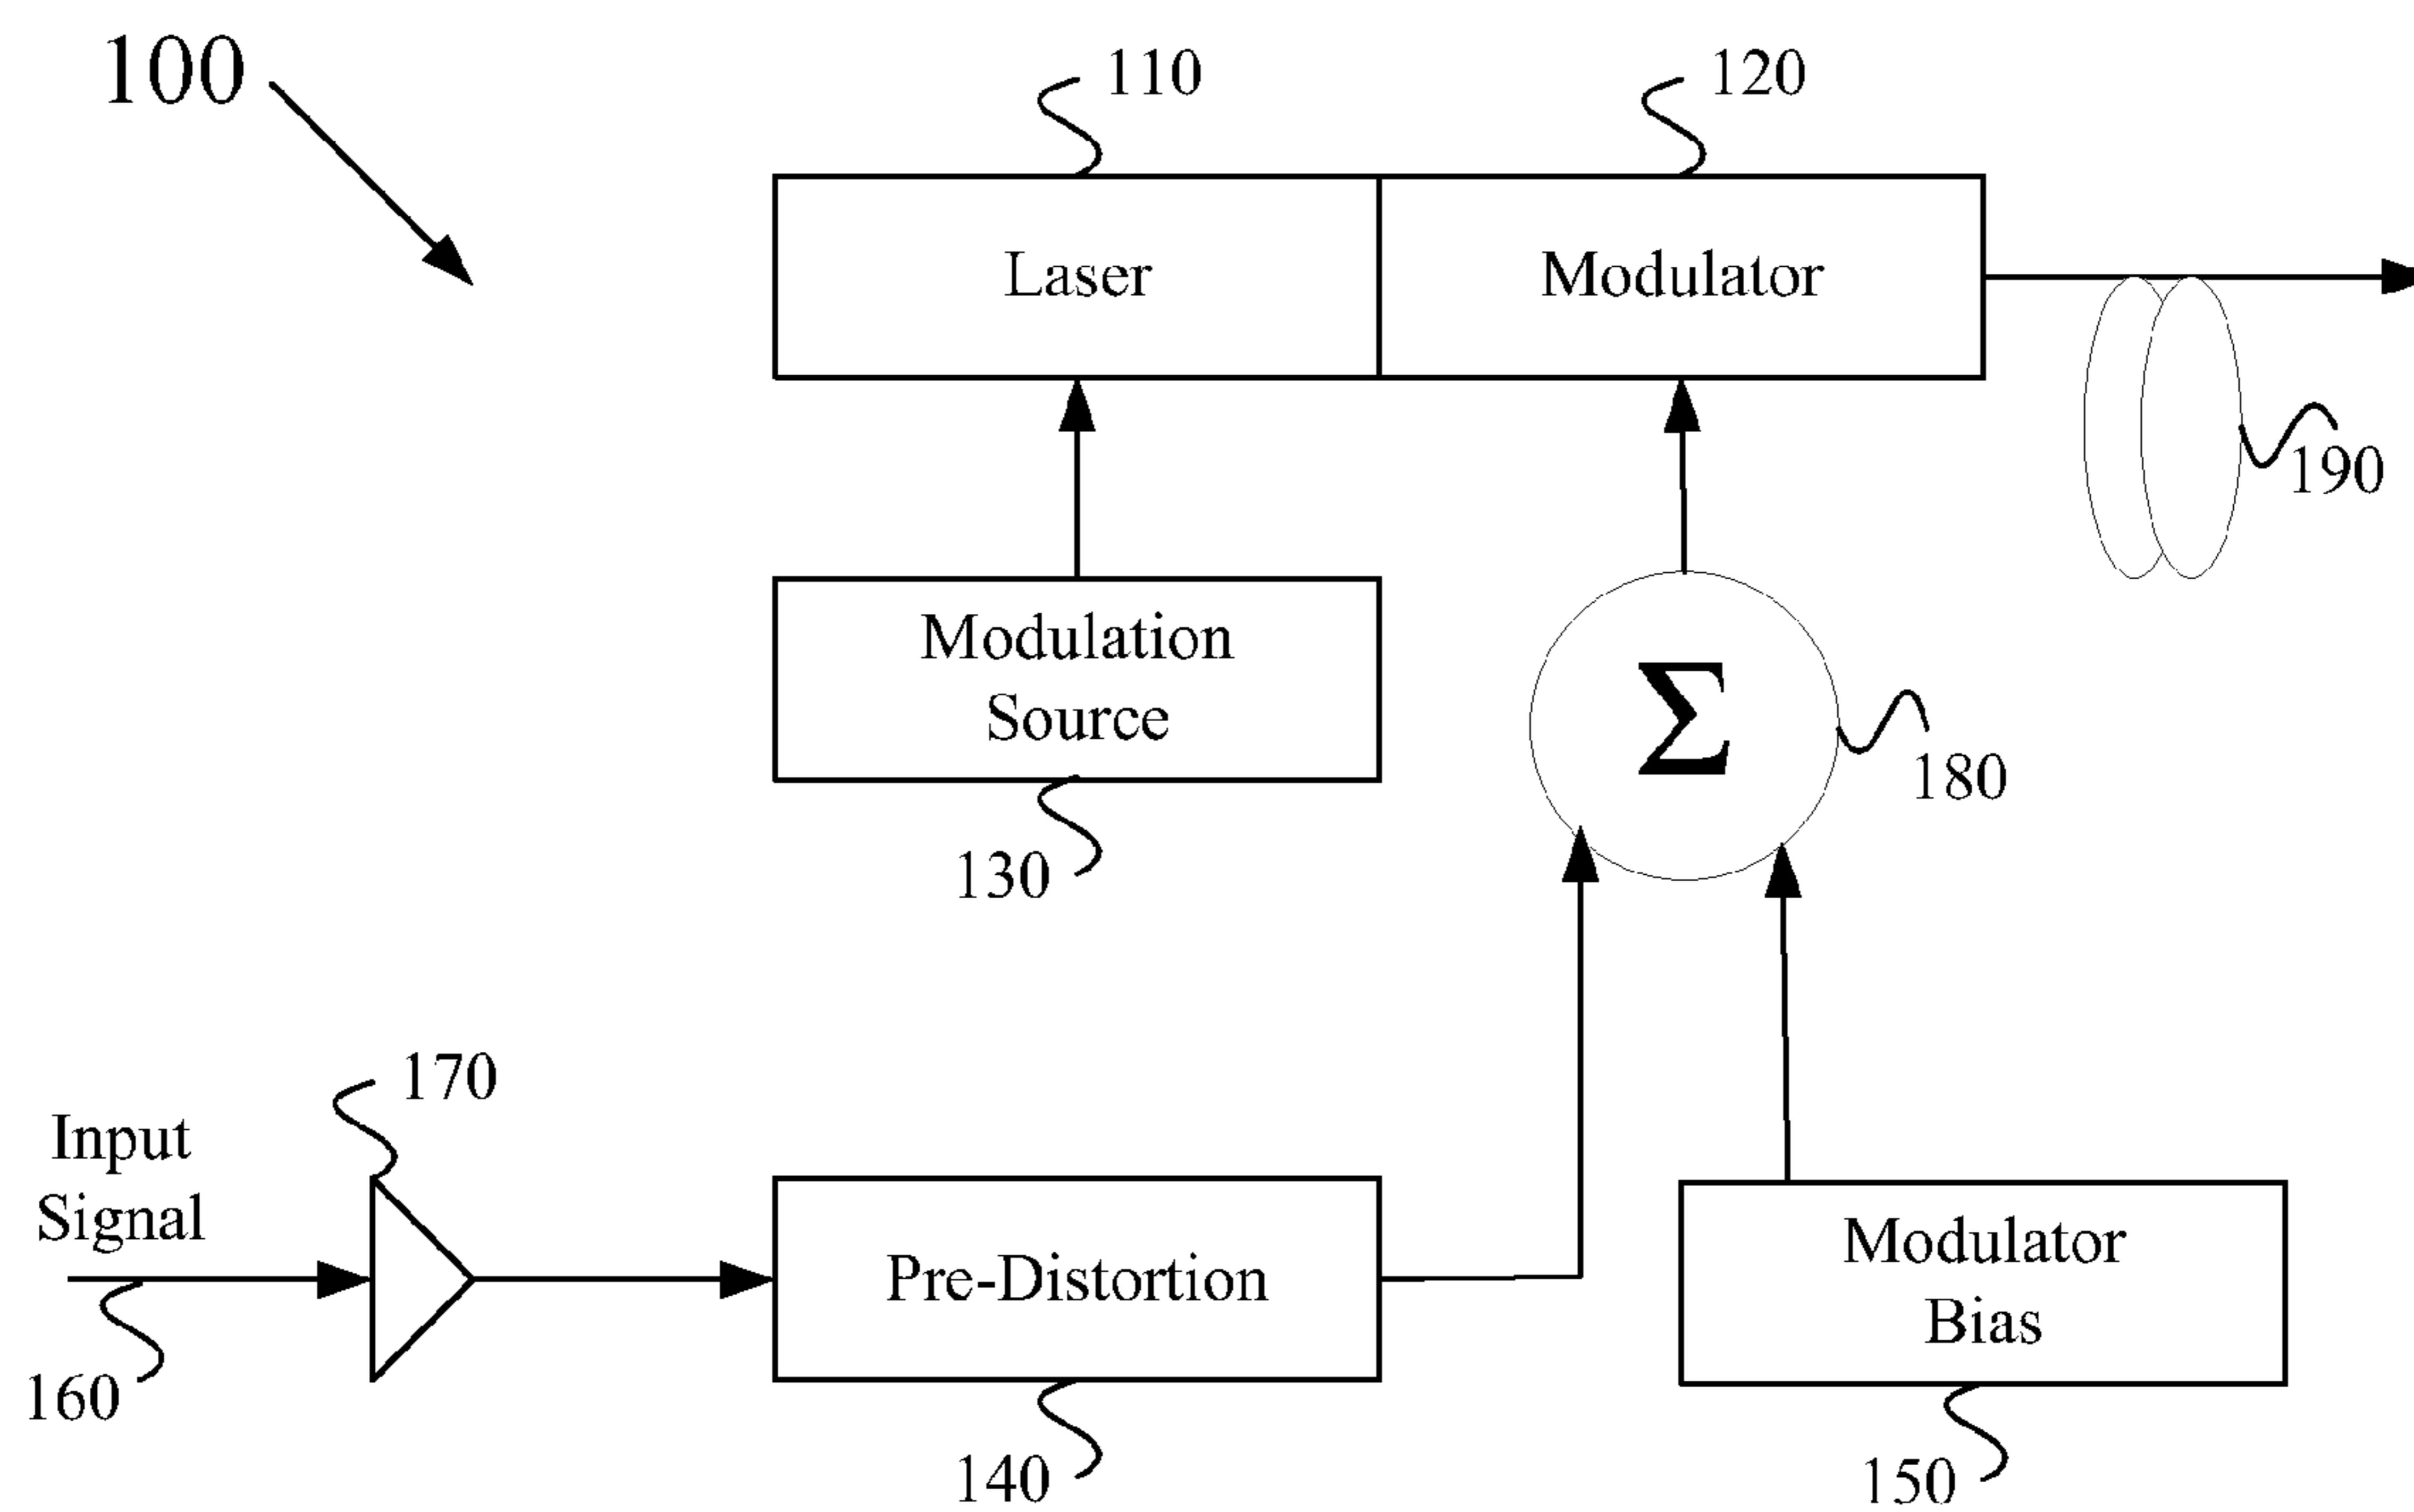 100
110
120
Laser
Modulator
190
Modulation
Source
Σ
180
130
170
Input
Signal
Pre-Distortion
Modulator
Bias
160
140
150